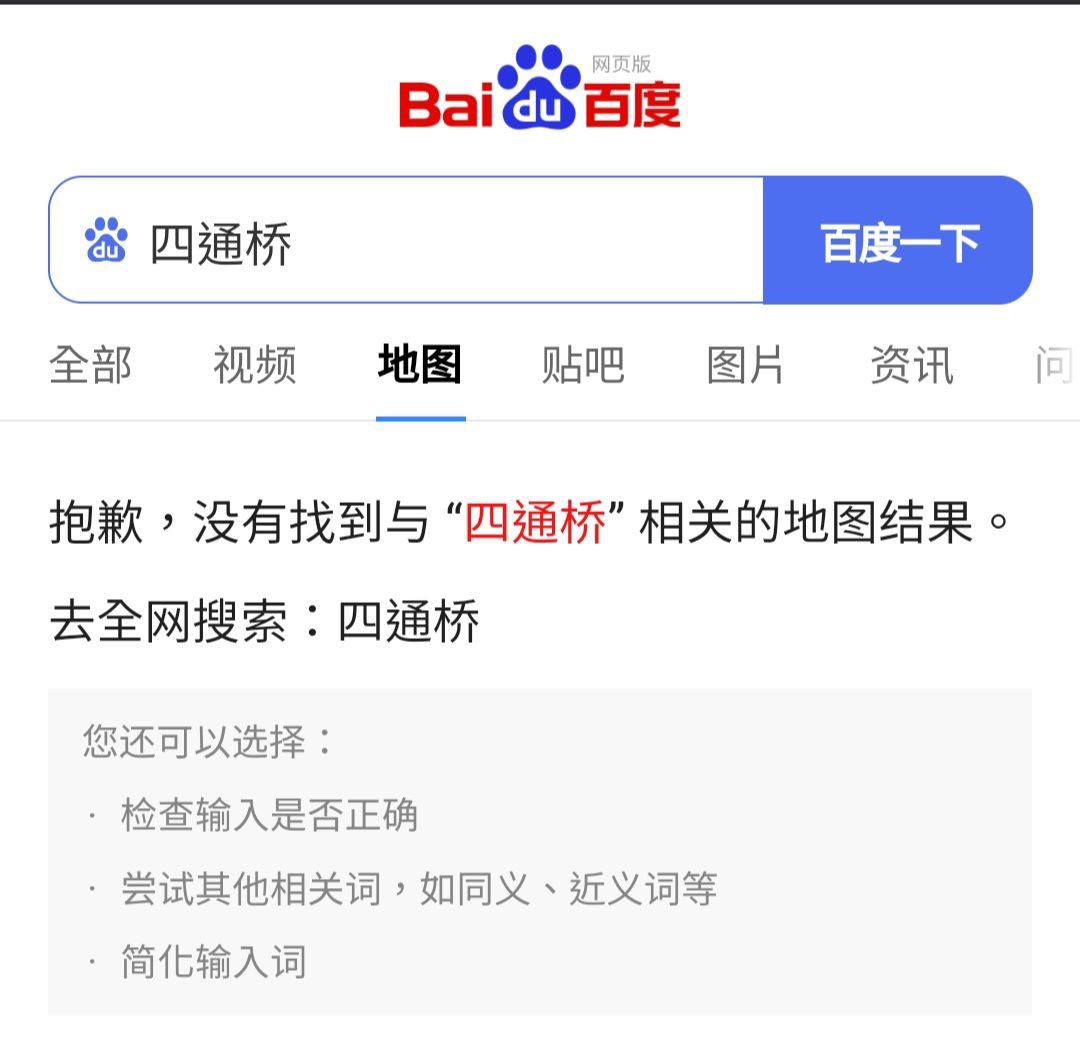 网页版
Bai du 百度
du 四通桥 百度一下
全部 视频 地图 贴吧 图片 资讯 问
抱歉，没有找到与 “四通桥” 相关的地图结果。
去全网搜索：四通桥
您还可以选择：
· 检查输入是否正确
· 尝试其他相关词，如同义、近义词等
· 简化输入词